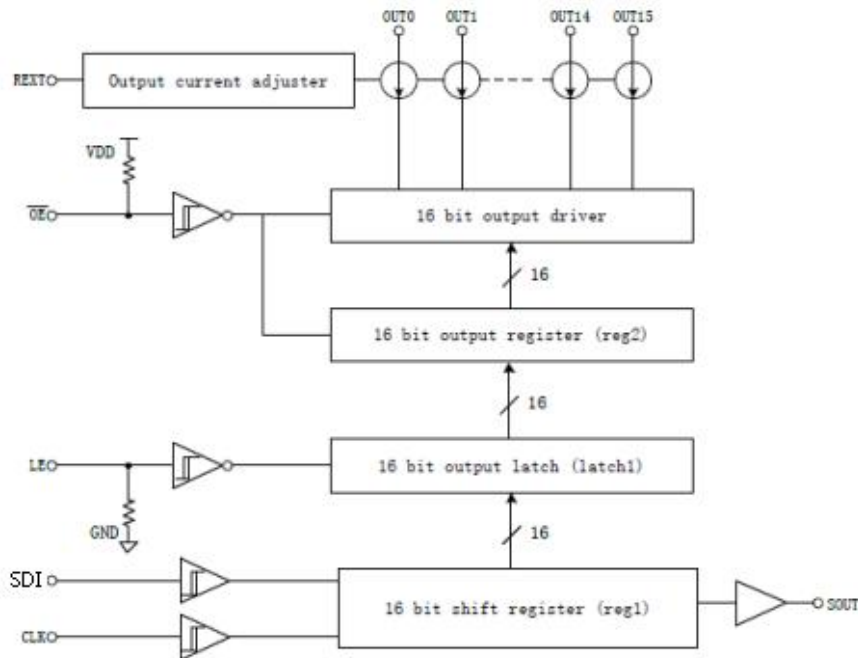 OUT0 OUT1 OUT14 OUT15
REXT Output current adjuster
VDD
OE 16 bit output driver
16
16 bit output register (reg2)
16
LE 16 bit output latch (latch1)
GND
16
SDI
16 bit shift register (reg1) SOUT
CLK